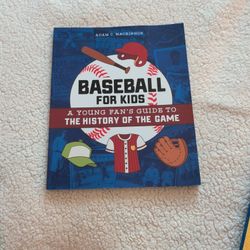 ADAM C. MACKINNON
BASEBALL
FOR KIDS
A YOUNG FAN'S GUIDE TO
THE HISTORY OF THE GAME